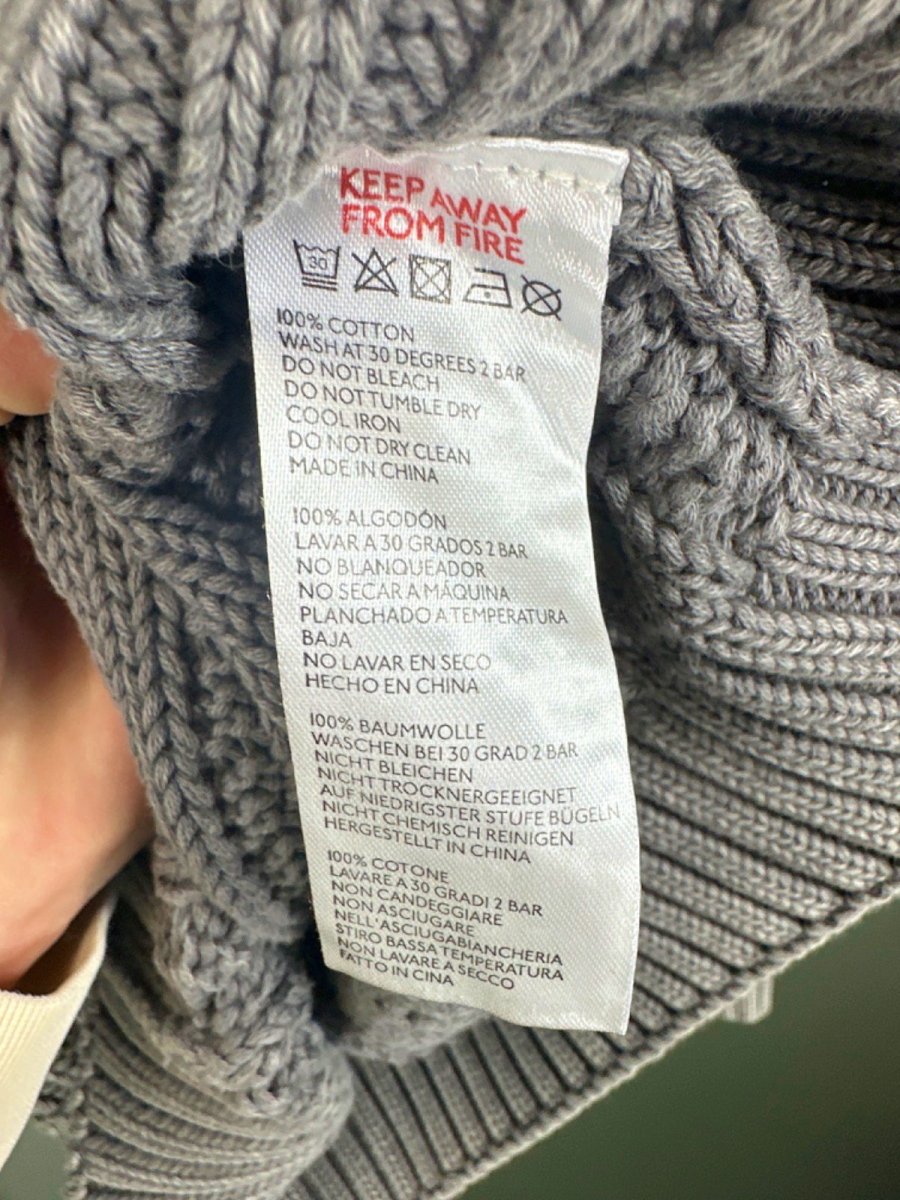 KEEP AWAY
FROM FIRE
30
100% COTTON
WASH AT 30 DEGREES 2 BAR
DO NOT BLEACH
DO NOT TUMBLE DRY
COOL IRON
DO NOT DRY CLEAN
MADE IN CHINA
100% ALGODÓN
LAVAR A 30 GRADOS 2 BAR
NO BLANQUEADOR
NO SECAR A MÁQUINA
PLANCHADO A TEMPERATURA
BAJA
NO LAVAR EN SECO
HECHO EN CHINA
100% BAUMWOLLE
WASCHEN BEI 30 GRAD 2 BAR
NICHT BLEICHEN
NICHT TROCKNERGEEIGNET
AUF NIEDRIGSTER STUFE BÜGELN
NICHT CHEMISCH REINIGEN
HERGESTELLT IN CHINA
100% COTONE
LAVARE A 30 GRADI 2 BAR
NON CANDEGGIARE
NON ASCIUGARE
NELL'ASCIUGABIANCHERIA
STIRO BASSA TEMPERATURA
NON LAVARE A SECCO
FATTO IN CINA